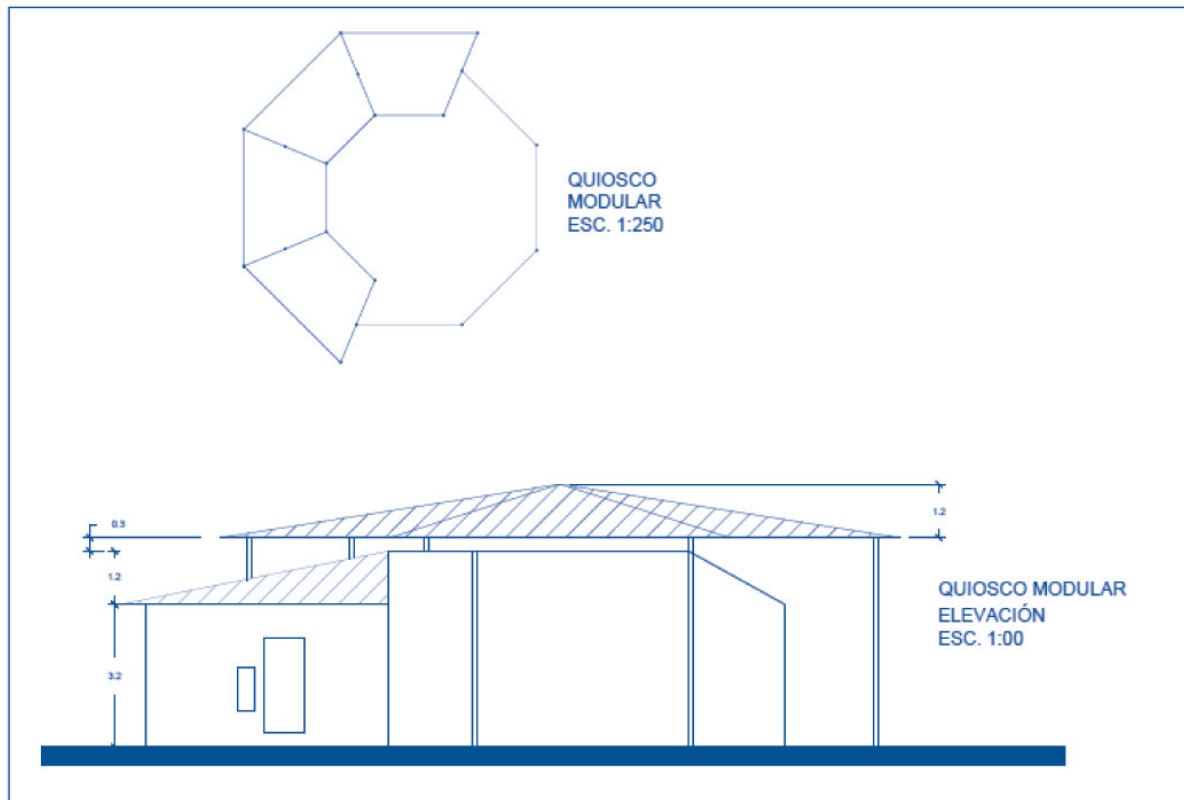 QUIOSCO
MODULAR
ESC. 1:250
0.3
1.2
1.2
3.2
QUIOSCO MODULAR
ELEVACIÓN
ESC. 1:00